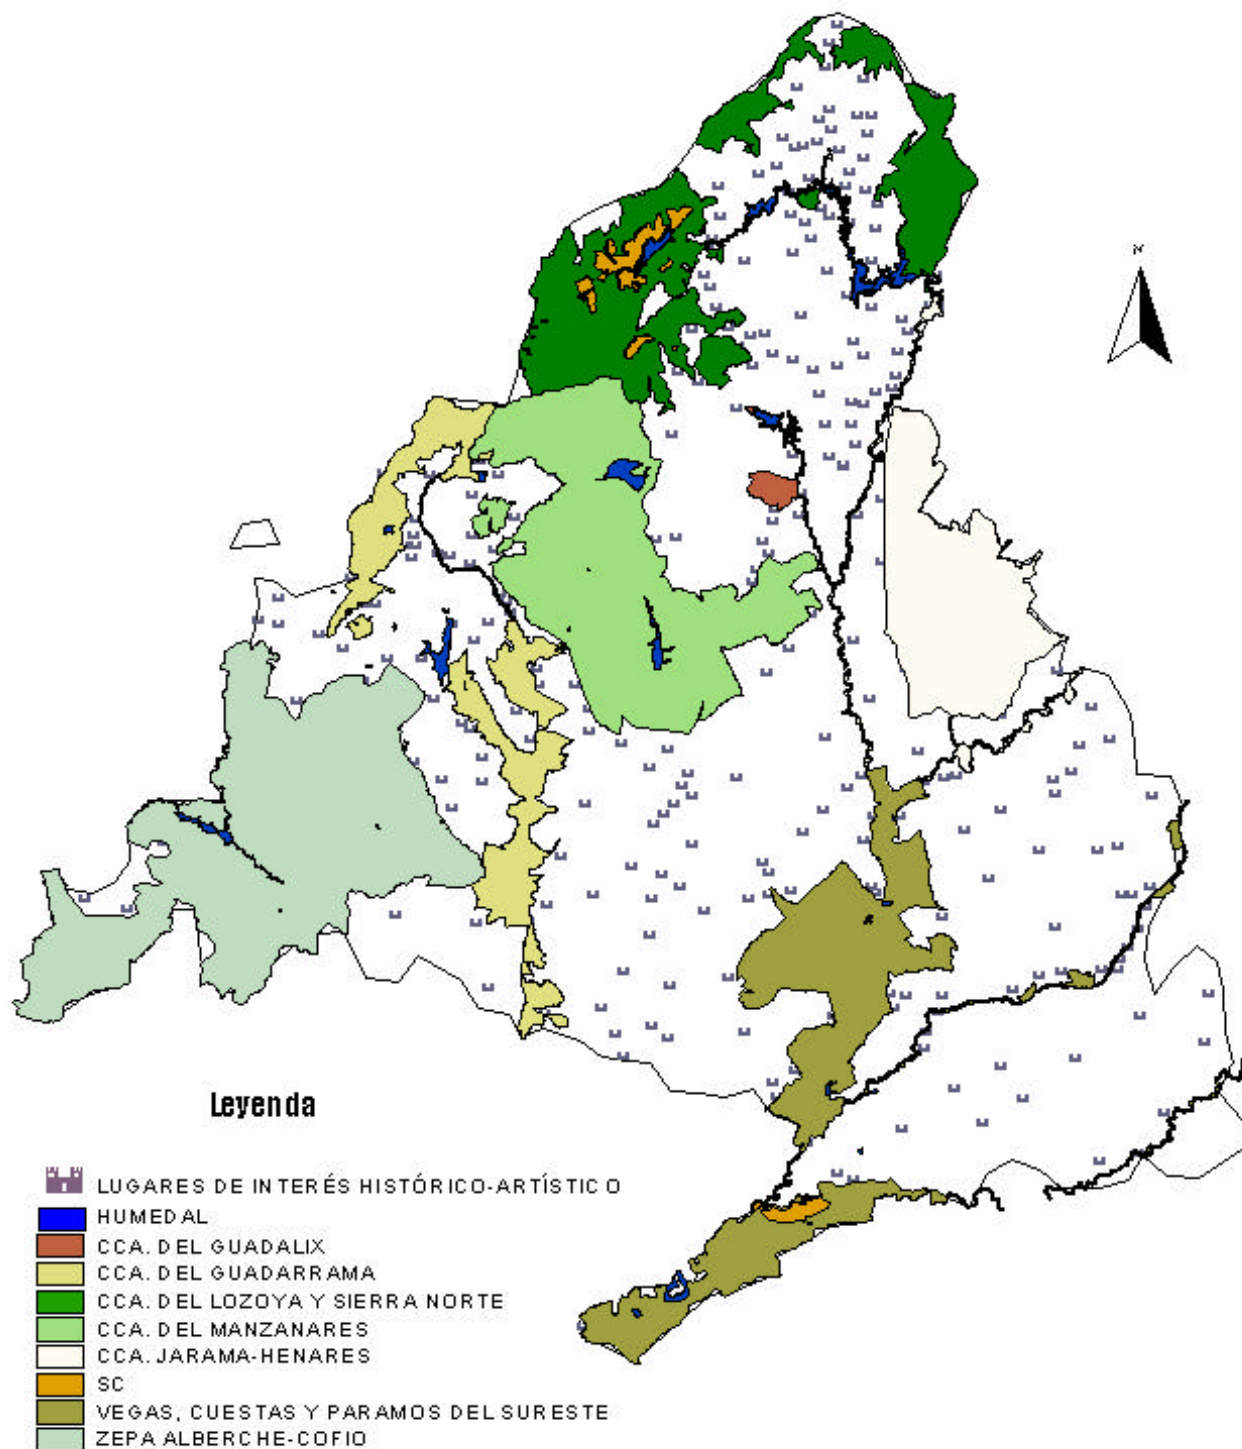 N
Leyenda
LUGARES DE INTERÉS HISTÓRICO-ARTÍSTICO
HUMEDAL
CCA. DEL GUADALIX
CCA. DEL GUADARRAMA
CCA. DEL LOZOYA Y SIERRA NORTE
CCA. DEL MANZANARES
CCA. JARAMA-HENARES
SC
VEGAS, CUESTAS Y PARAMOS DEL SURESTE
ZEPA ALBERCHE-COFIO